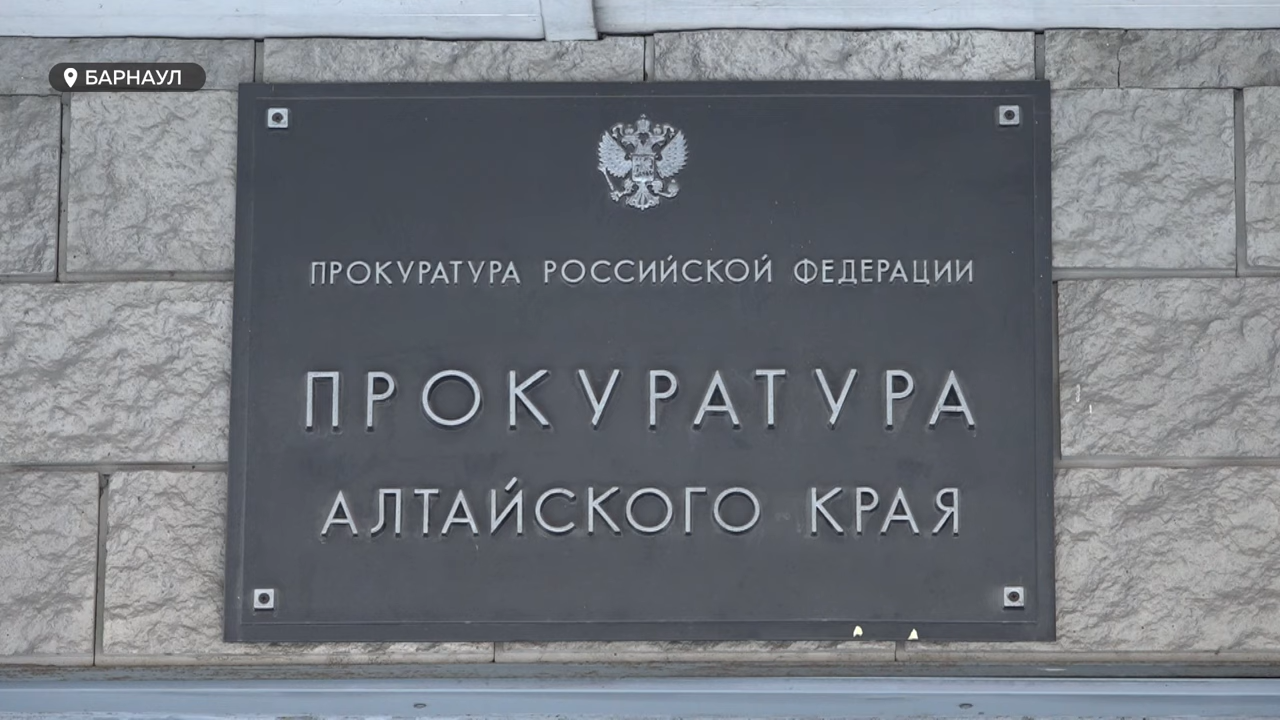 БАРНАУЛ
ПРОКУРАТУРА РОССИЙСКОЙ ФЕДЕРАЦИИ
ПРОКУРАТУРА
АЛТАЙСКОГО КРАЯ